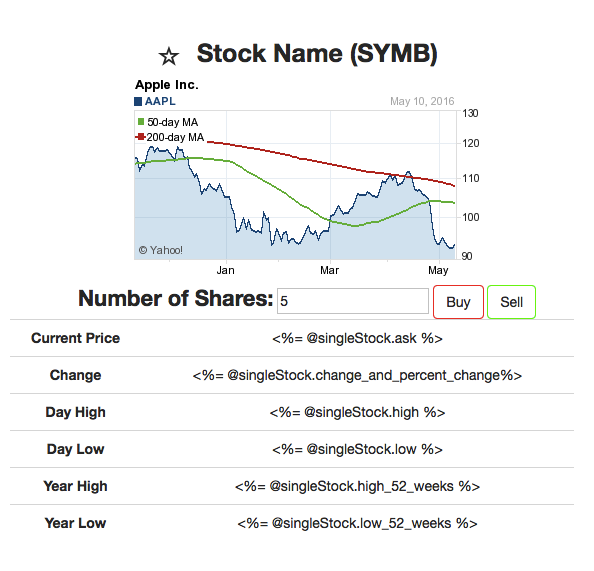 ☆ Stock Name (SYMB)
Apple Inc.
AAPL May 10, 2016
130
50-day MA
200-day MA
120
110
100
© Yahoo!
90
Jan Mar May
Number of Shares: 5 Buy Sell
Current Price <%= @singleStock.ask %>
Change <%= @singleStock.change_and_percent_change%>
Day High <%= @singleStock.high %>
Day Low <%= @singleStock.low %>
Year High <%= @singleStock.high_52_weeks %>
Year Low <%= @singleStock.low_52_weeks %>